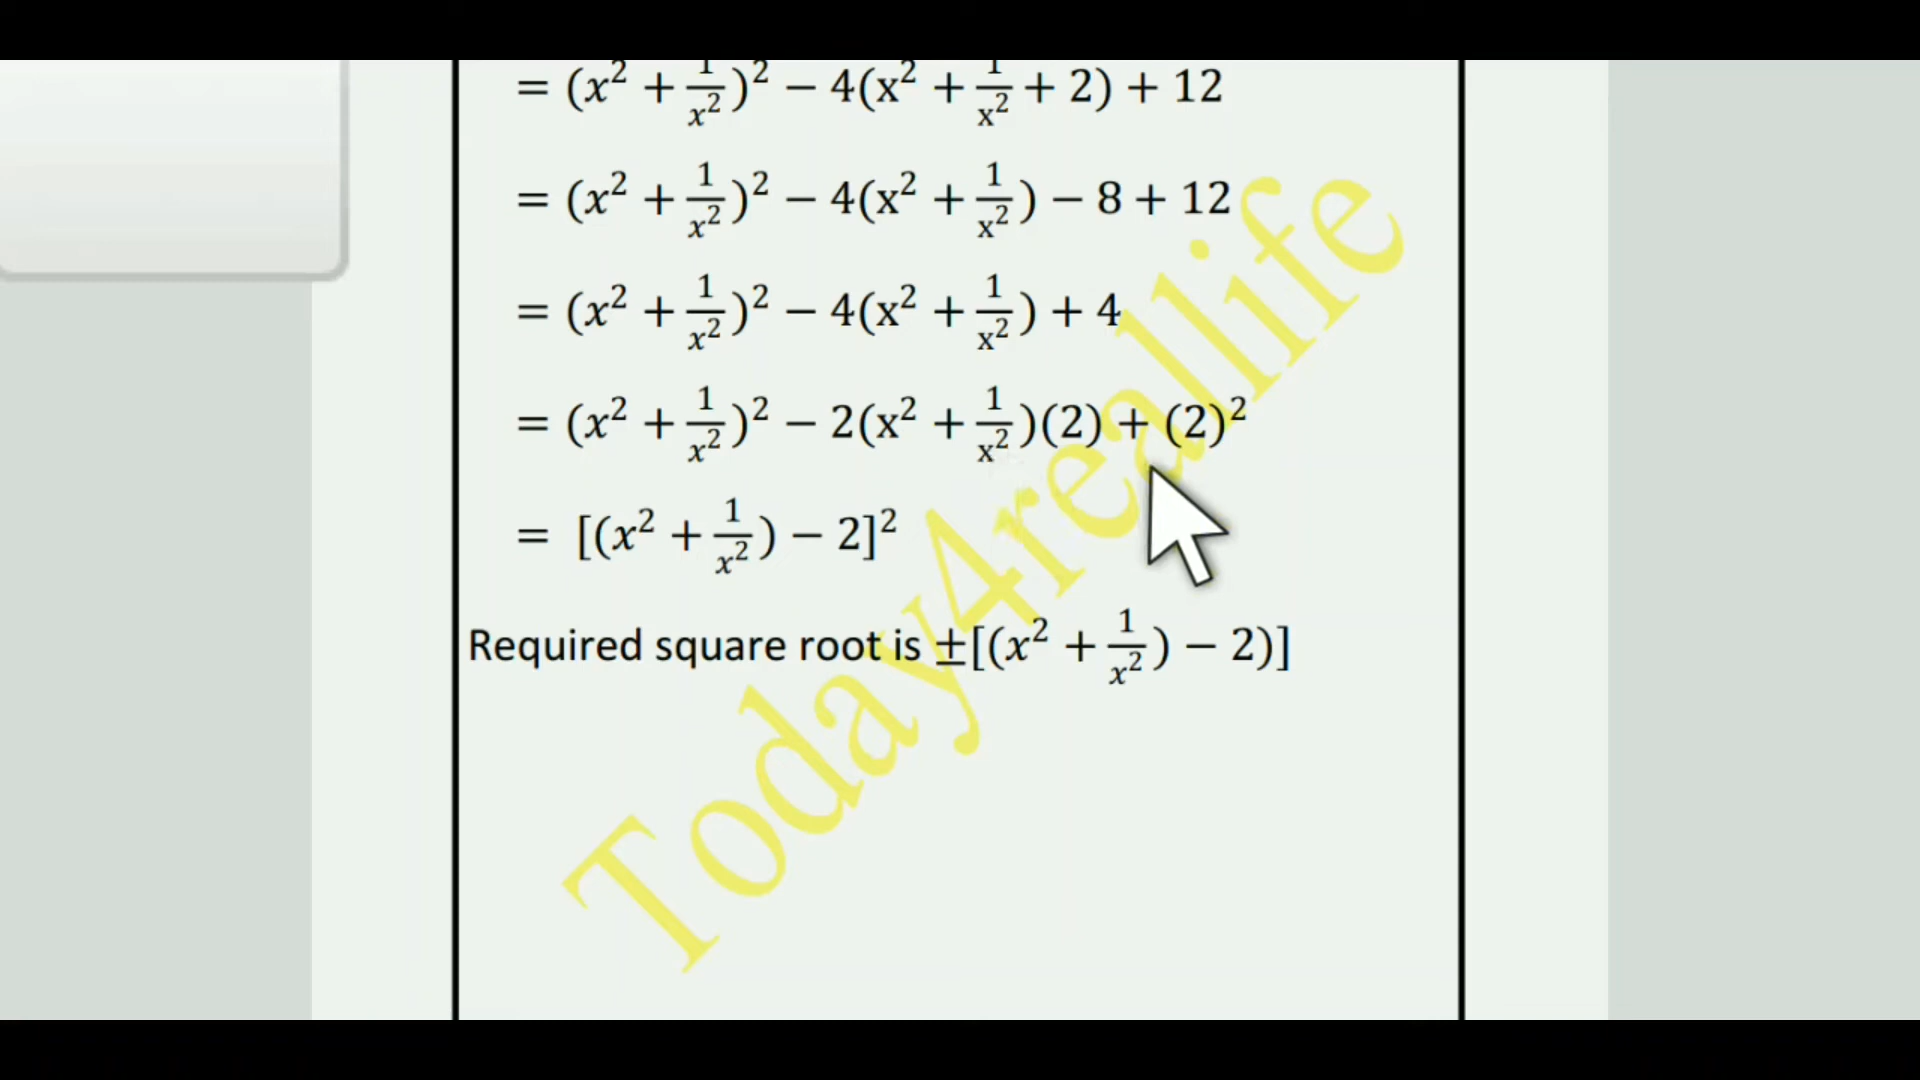 = (x² + 1/x²)² − 4(x² + 1/x² + 2) + 12
= (x² + 1/x²)² − 4(x² + 1/x²) − 8 + 12
= (x² + 1/x²)² − 4(x² + 1/x²) + 4
= (x² + 1/x²)² − 2(x² + 1/x²)(2) + (2)²
= [(x² + 1/x²) − 2]²
Required square root is ±[(x² + 1/x²) − 2)]
Today4reallife